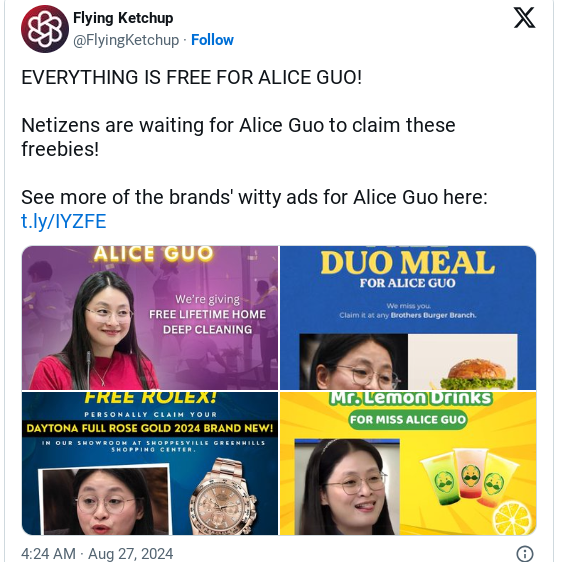 Flying Ketchup
@FlyingKetchup · Follow
EVERYTHING IS FREE FOR ALICE GUO!
Netizens are waiting for Alice Guo to claim these
freebies!
See more of the brands' witty ads for Alice Guo here:
t.ly/IYZFE
ALICE GUO
We're giving
FREE LIFETIME HOME
DEEP CLEANING
DUO MEAL
FOR ALICE GUO
We miss you.
Claim it at any Brothers Burger Branch.
FREE ROLEX!
PERSONALLY CLAIM YOUR
DAYTONA FULL ROSE GOLD 2024 BRAND NEW!
IN OUR SHOWROOM AT SHOPPESVILLE GREENHILLS
SHOPPING CENTER.
Mr. Lemon Drinks
FOR MISS ALICE GUO
4:24 AM · Aug 27, 2024